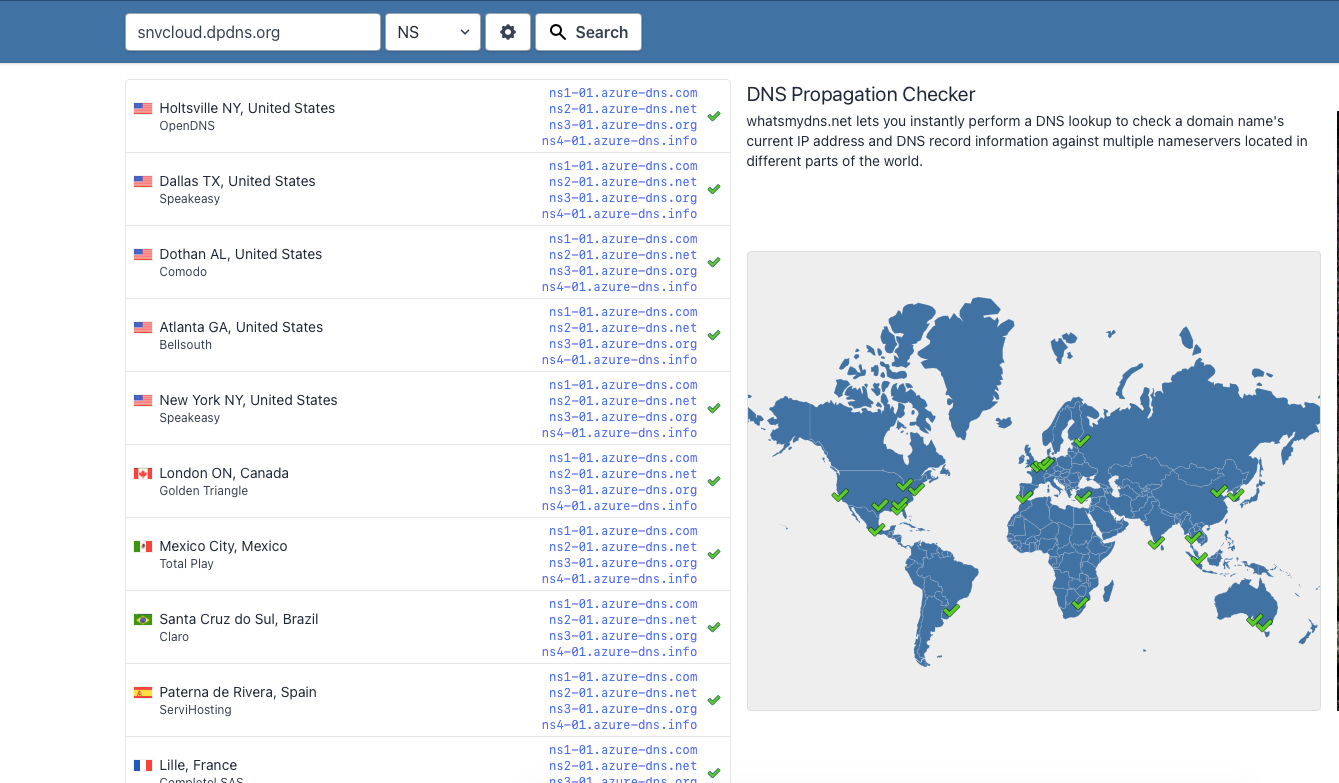 snvcloud.dpdns.org
NS
Search
Holtsville NY, United States
OpenDNS
ns1-01.azure-dns.com
ns2-01.azure-dns.net
ns3-01.azure-dns.org
ns4-01.azure-dns.info
Dallas TX, United States
Speakeasy
ns1-01.azure-dns.com
ns2-01.azure-dns.net
ns3-01.azure-dns.org
ns4-01.azure-dns.info
Dothan AL, United States
Comodo
ns1-01.azure-dns.com
ns2-01.azure-dns.net
ns3-01.azure-dns.org
ns4-01.azure-dns.info
Atlanta GA, United States
Bellsouth
ns1-01.azure-dns.com
ns2-01.azure-dns.net
ns3-01.azure-dns.org
ns4-01.azure-dns.info
New York NY, United States
Speakeasy
ns1-01.azure-dns.com
ns2-01.azure-dns.net
ns3-01.azure-dns.org
ns4-01.azure-dns.info
London ON, Canada
Golden Triangle
ns1-01.azure-dns.com
ns2-01.azure-dns.net
ns3-01.azure-dns.org
ns4-01.azure-dns.info
Mexico City, Mexico
Total Play
ns1-01.azure-dns.com
ns2-01.azure-dns.net
ns3-01.azure-dns.org
ns4-01.azure-dns.info
Santa Cruz do Sul, Brazil
Claro
ns1-01.azure-dns.com
ns2-01.azure-dns.net
ns3-01.azure-dns.org
ns4-01.azure-dns.info
Paterna de Rivera, Spain
ServiHosting
ns1-01.azure-dns.com
ns2-01.azure-dns.net
ns3-01.azure-dns.org
ns4-01.azure-dns.info
Lille, France
Completel SAS
ns1-01.azure-dns.com
ns2-01.azure-dns.net
ns3-01.azure-dns.org
DNS Propagation Checker
whatsmydns.net lets you instantly perform a DNS lookup to check a domain name's
current IP address and DNS record information against multiple nameservers located in
different parts of the world.